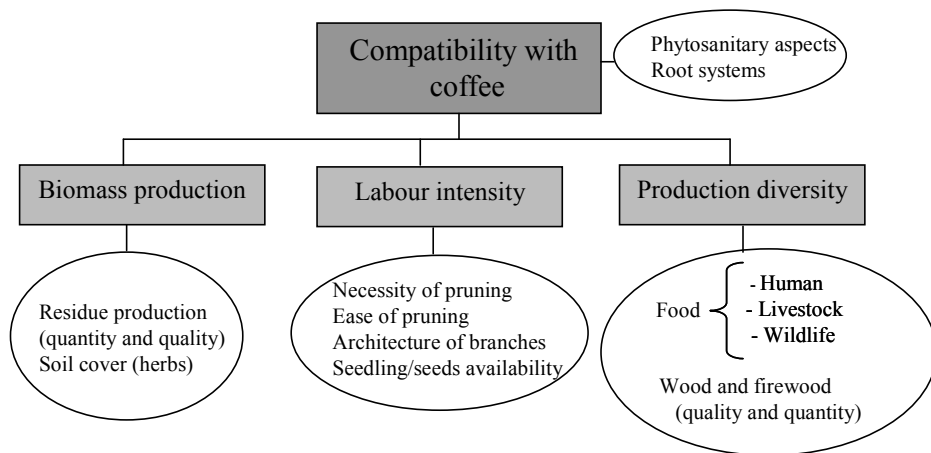 Compatibility with
coffee
Phytosanitary aspects
Root systems
Biomass production
Labour intensity
Production diversity
Residue production
(quantity and quality)
Soil cover (herbs)
Necessity of pruning
Ease of pruning
Architecture of branches
Seedling/seeds availability
Food
- Human
- Livestock
- Wildlife
Wood and firewood
(quality and quantity)